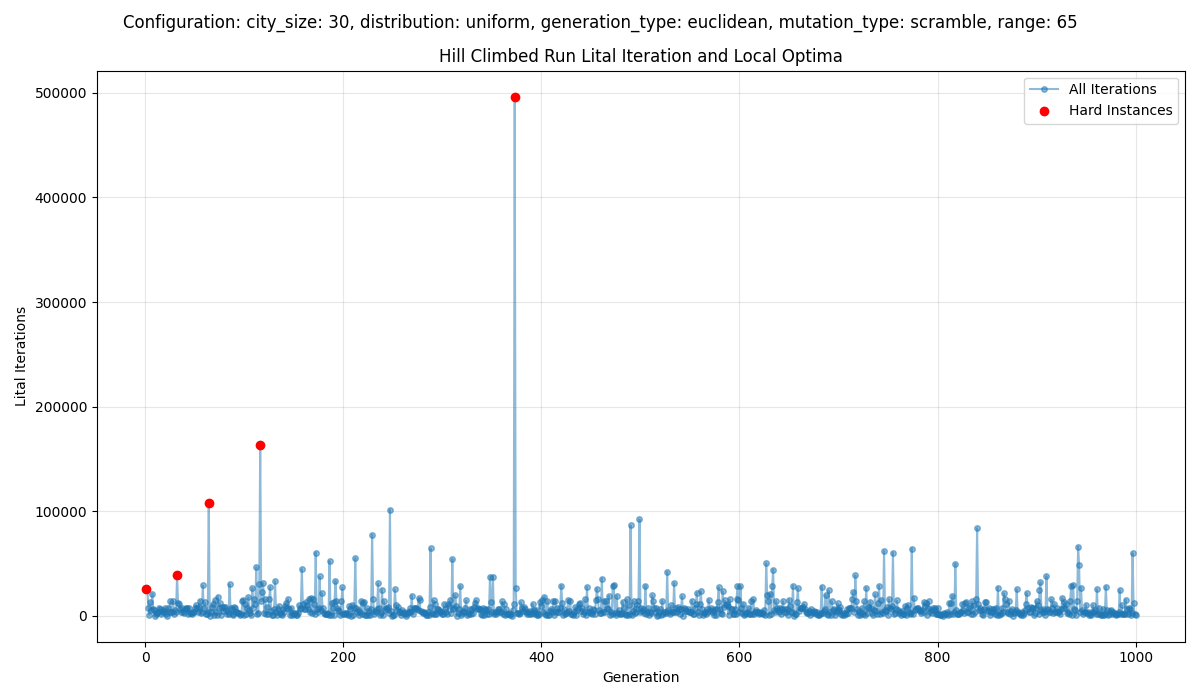 Configuration: city_size: 30, distribution: uniform, generation_type: euclidean, mutation_type: scramble, range: 65
Hill Climbed Run Lital Iteration and Local Optima
All Iterations
Hard Instances
500000
400000
300000
200000
100000
0
Lital Iterations
0 200 400 600 800 1000
Generation